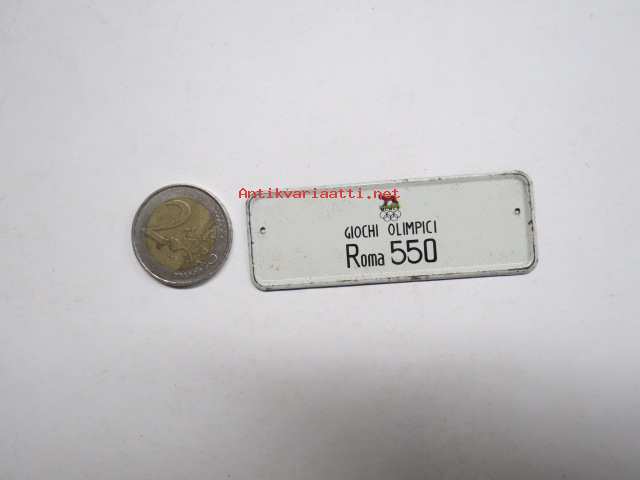 Antikvariaatti.net
GIOCHI OLIMPICI
Roma 550
2